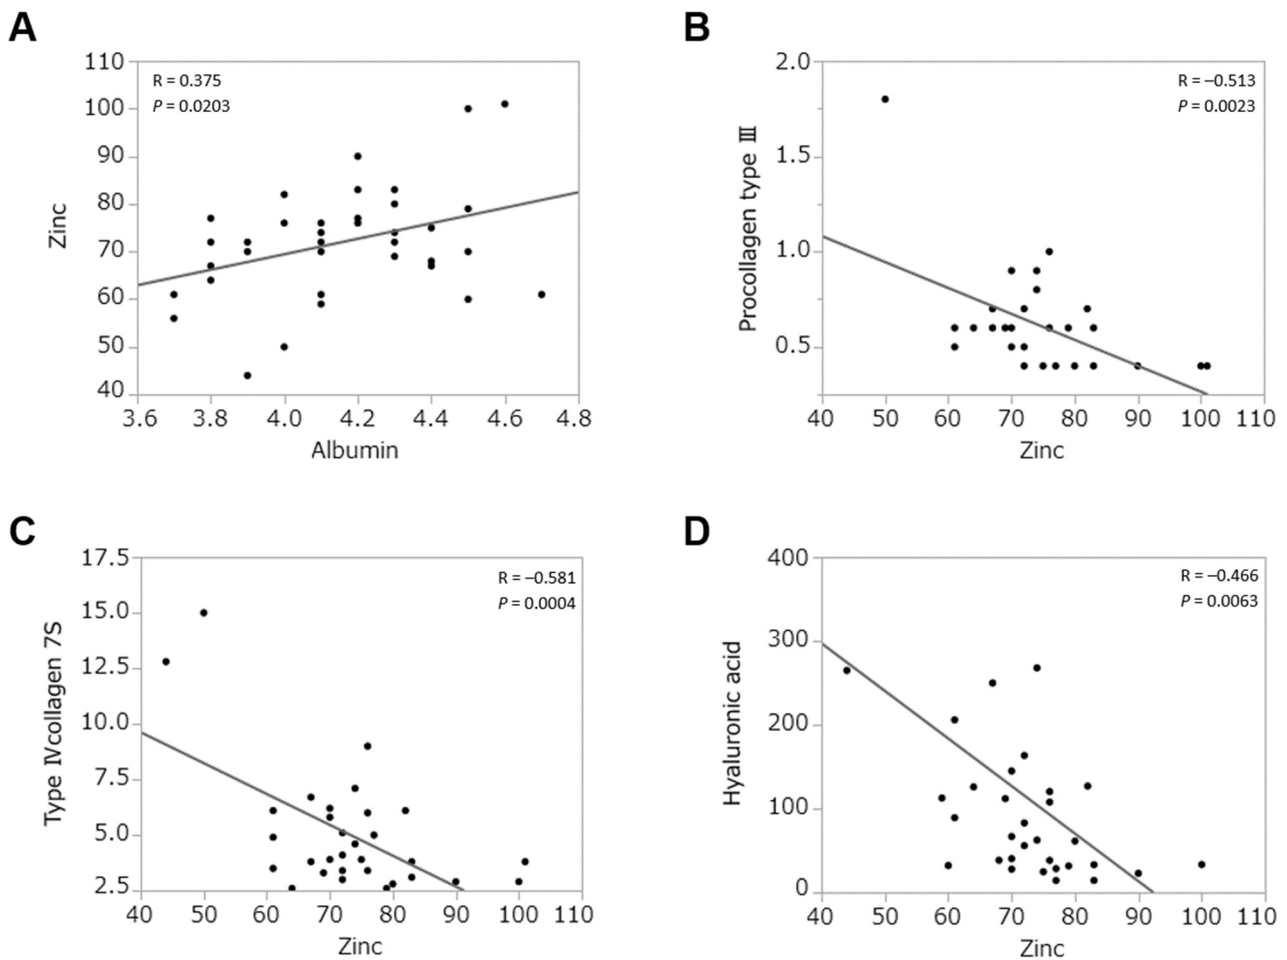 A
110
100
90
80
70
60
50
40
Zinc
R = 0.375
P = 0.0203
3.6 3.8 4.0 4.2 4.4 4.6 4.8
Albumin
B
2.0
1.5
1.0
0.5
Procollagen type Ⅲ
R = –0.513
P = 0.0023
40 50 60 70 80 90 100 110
Zinc
C
17.5
15.0
12.5
10.0
7.5
5.0
2.5
Type Ⅳcollagen 7S
R = –0.581
P = 0.0004
40 50 60 70 80 90 100 110
Zinc
D
400
300
200
100
0
Hyaluronic acid
R = –0.466
P = 0.0063
40 50 60 70 80 90 100 110
Zinc